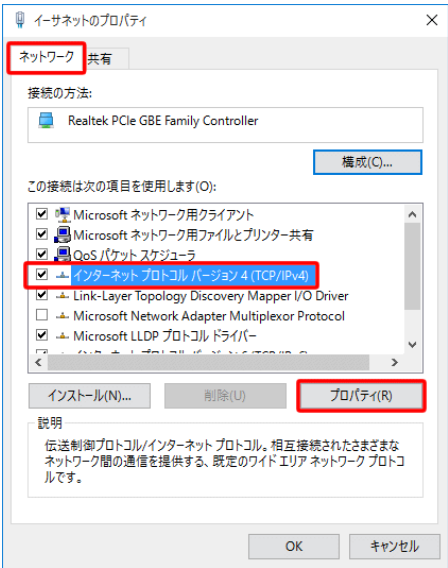 イーサネットのプロパティ
ネットワーク 共有
接続の方法:
Realtek PCIe GBE Family Controller
構成(C)...
この接続は次の項目を使用します(O):
Microsoft ネットワーク用クライアント
Microsoft ネットワーク用ファイルとプリンター共有
QoS パケット スケジューラ
インターネット プロトコル バージョン 4 (TCP/IPv4)
Link-Layer Topology Discovery Mapper I/O Driver
Microsoft Network Adapter Multiplexor Protocol
Microsoft LLDP プロトコル ドライバー
インストール(N)... 削除(U) プロパティ(R)
説明
伝送制御プロトコル/インターネット プロトコル。相互接続されたさまざまな
ネットワーク間の通信を提供する、既定のワイド エリア ネットワーク プロトコ
ルです。
OK キャンセル